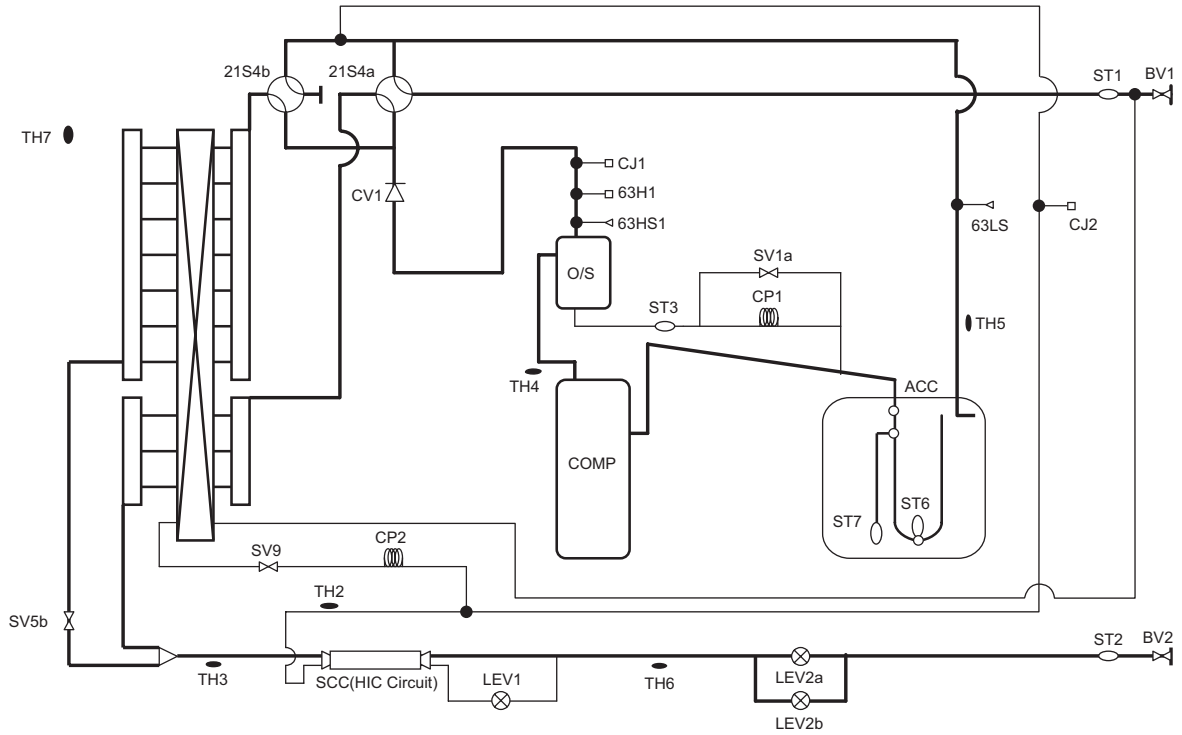 21S4b
21S4a
ST1
BV1
TH7
CJ1
CV1
63H1
63HS1
63LS
CJ2
O/S
SV1a
ST3
CP1
TH5
TH4
ACC
COMP
ST6
ST7
CP2
SV9
TH2
SV5b
ST2
BV2
TH3
SCC(HIC Circuit)
LEV1
TH6
LEV2a
LEV2b